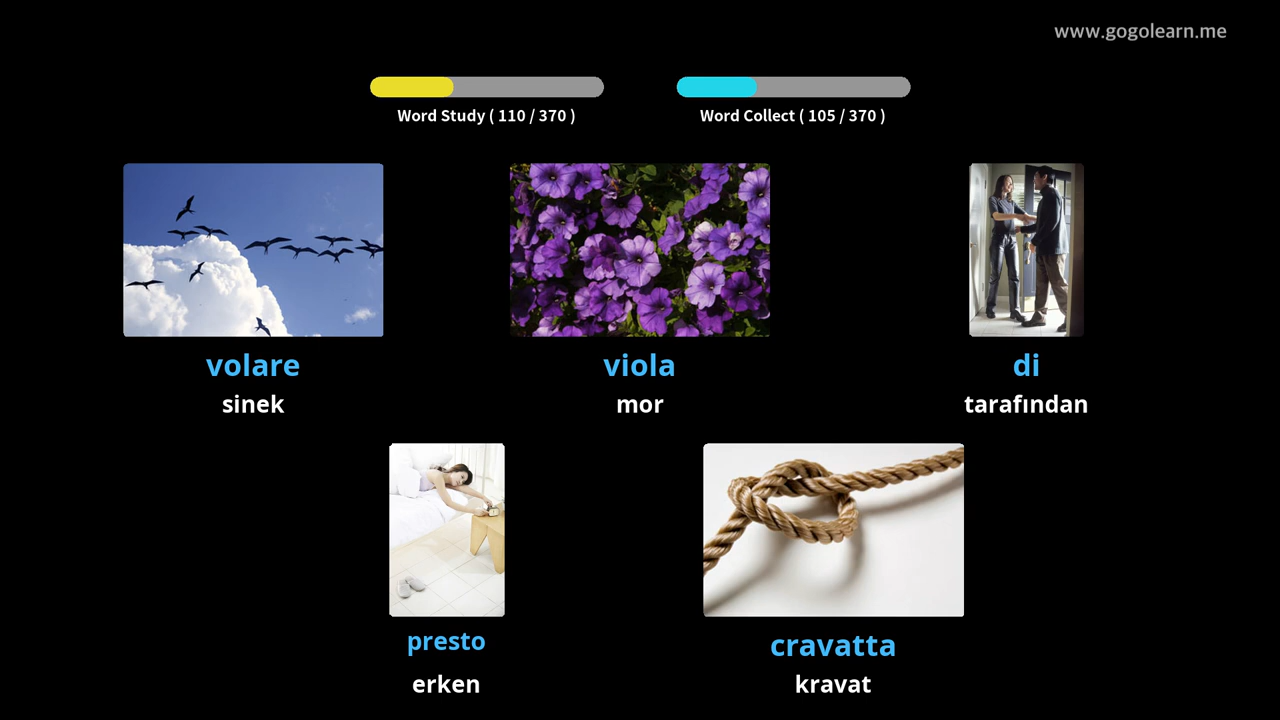 www.gogolearn.me
Word Study ( 110 / 370 )
Word Collect ( 105 / 370 )
volare
sinek
viola
mor
di
tarafından
presto
erken
cravatta
kravat